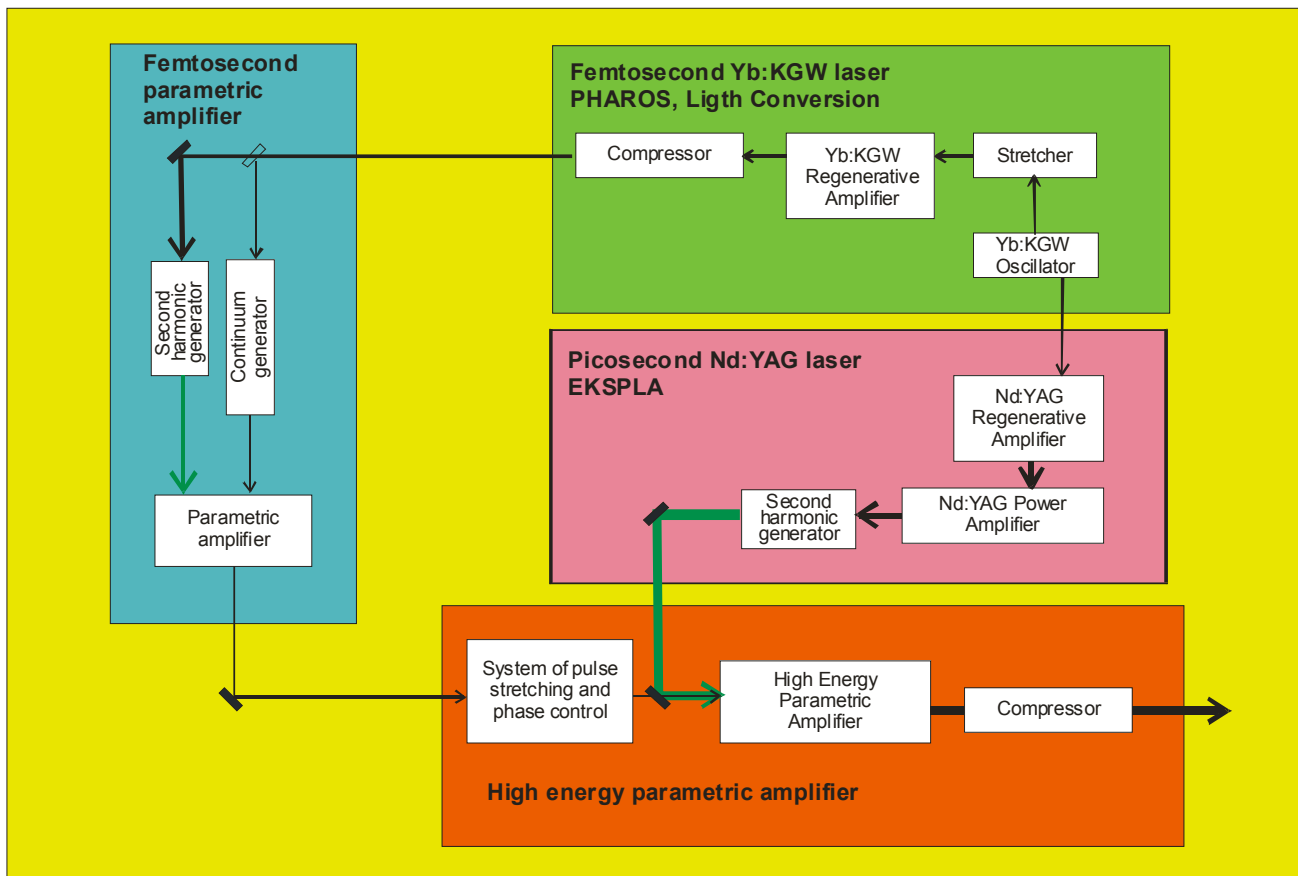 Femtosecond
parametric
amplifier
Second
harmonic
generator
Continuum
generator
Parametric
amplifier
Femtosecond Yb:KGW laser
PHAROS, Ligth Conversion
Compressor
Yb:KGW
Regenerative
Amplifier
Stretcher
Yb:KGW
Oscillator
Picosecond Nd:YAG laser
EKSPLA
Nd:YAG
Regenerative
Amplifier
Nd:YAG Power
Amplifier
Second
harmonic
generator
System of pulse
stretching and
phase control
High Energy
Parametric
Amplifier
Compressor
High energy parametric amplifier